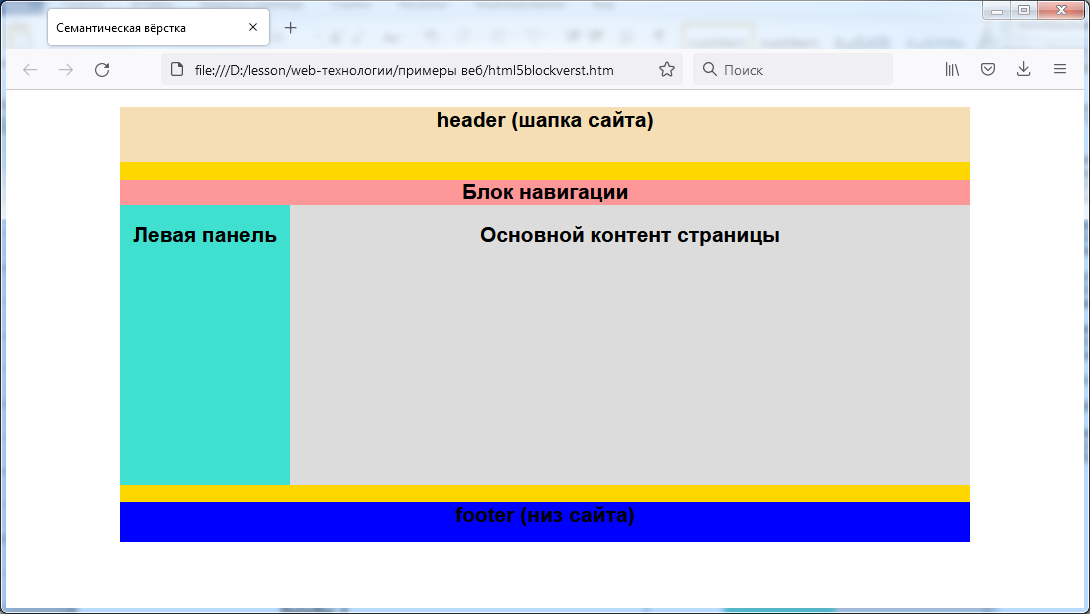 Семантическая вёрстка
file:///D:/lesson/web-технологии/примеры веб/html5blockverst.htm
Поиск
header (шапка сайта)
Блок навигации
Левая панель
Основной контент страницы
footer (низ сайта)